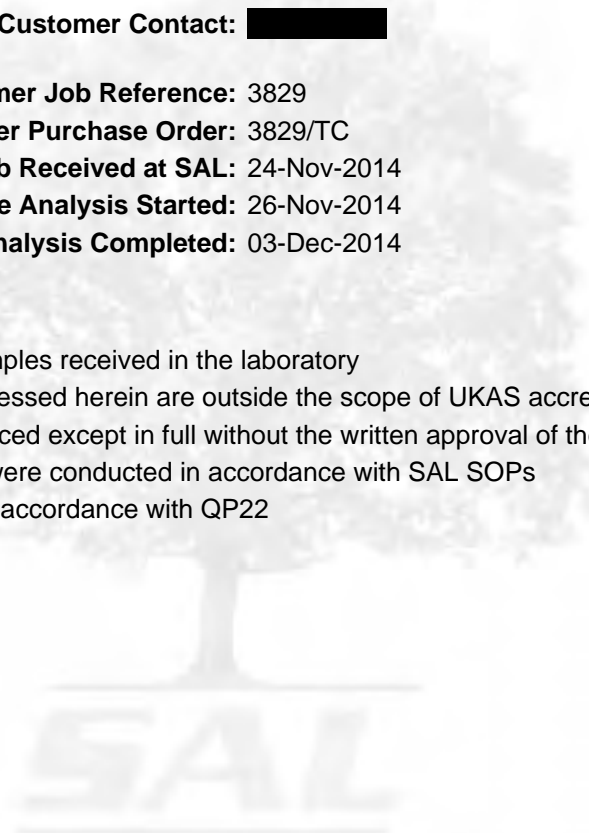 Customer Contact:
mer Job Reference: 3829
er Purchase Order: 3829/TC
b Received at SAL: 24-Nov-2014
e Analysis Started: 26-Nov-2014
nalysis Completed: 03-Dec-2014
ples received in the laboratory
essed herein are outside the scope of UKAS accre
ced except in full without the written approval of the
were conducted in accordance with SAL SOPs
accordance with QP22
SAL